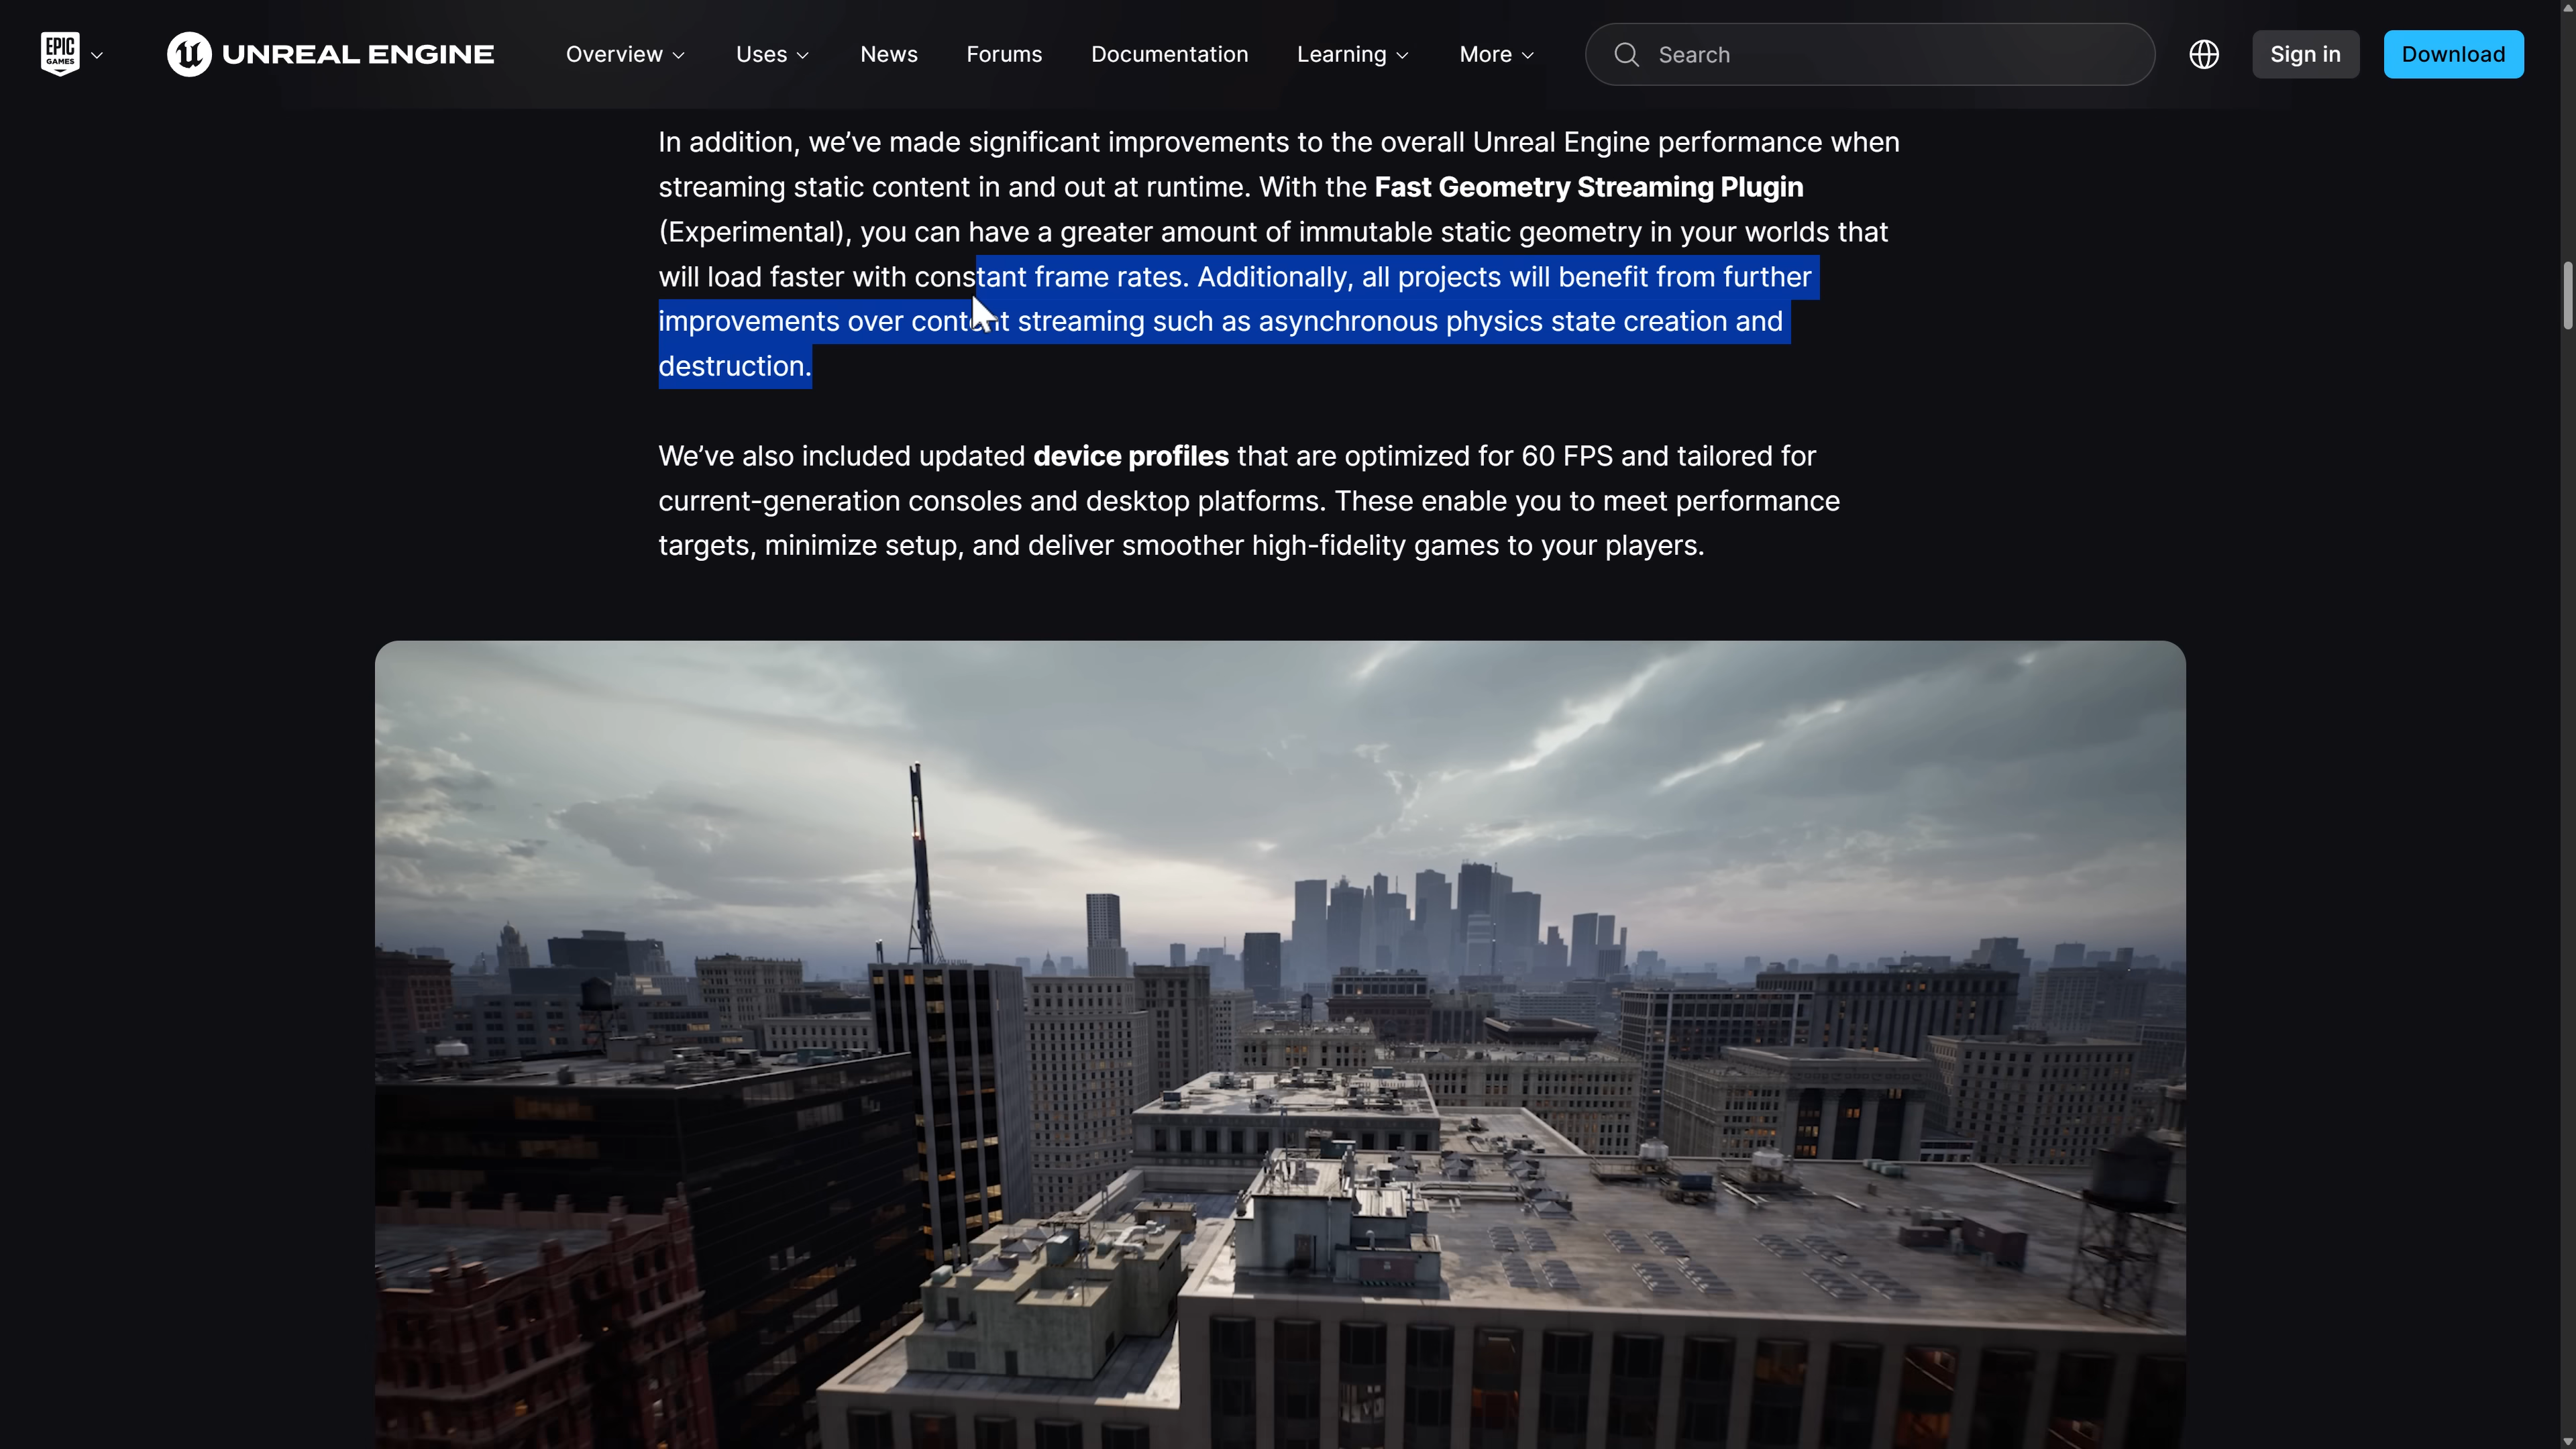 EPIC GAMES
UNREAL ENGINE
Overview
Uses
News
Forums
Documentation
Learning
More
Search
Sign in
Download
In addition, we’ve made significant improvements to the overall Unreal Engine performance when
streaming static content in and out at runtime. With the Fast Geometry Streaming Plugin
(Experimental), you can have a greater amount of immutable static geometry in your worlds that
will load faster with constant frame rates. Additionally, all projects will benefit from further
improvements over content streaming such as asynchronous physics state creation and
destruction.
We’ve also included updated device profiles that are optimized for 60 FPS and tailored for
current-generation consoles and desktop platforms. These enable you to meet performance
targets, minimize setup, and deliver smoother high-fidelity games to your players.